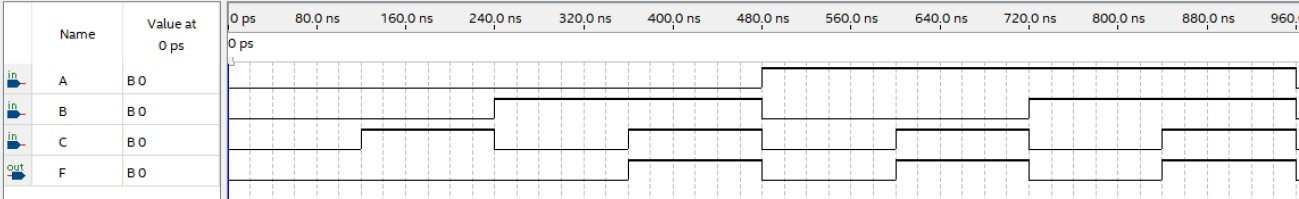 Name
Value at
0 ps
0 ps 80.0 ns 160.0 ns 240.0 ns 320.0 ns 400.0 ns 480.0 ns 560.0 ns 640.0 ns 720.0 ns 800.0 ns 880.0 ns 960.
0 ps
in A B 0
in B B 0
in C B 0
out F B 0